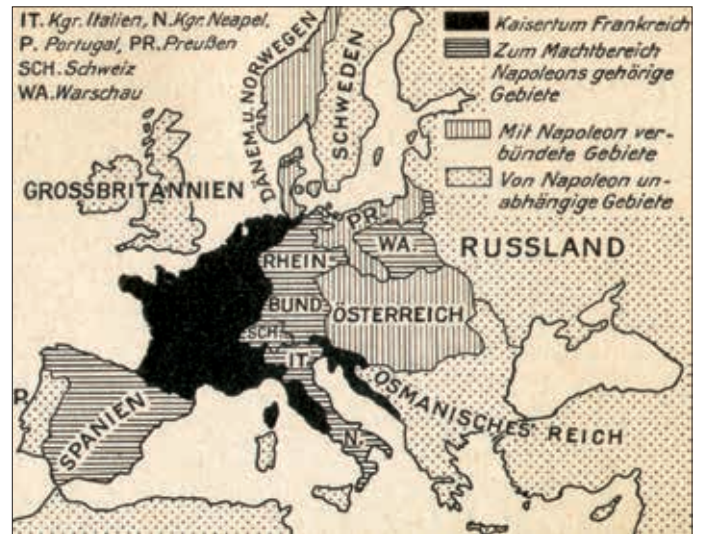 IT. Kgr. Italien, N. Kgr. Neapel,
P. Portugal, PR. Preußen
SCH. Schweiz
WA. Warschau
Kaisertum Frankreich
Zum Machtbereich
Napoleons gehörige
Gebiete
Mit Napoleon ver-
bündete Gebiete
Von Napoleon un-
abhängige Gebiete
DÄNEM. U. NORWEGEN
SCHWEDEN
GROSSBRITANNIEN
PR.
WA.
RUSSLAND
RHEIN
BUND
ÖSTERREICH
SCH.
IT.
P.
SPANIEN
N.
OSMANISCHES REICH